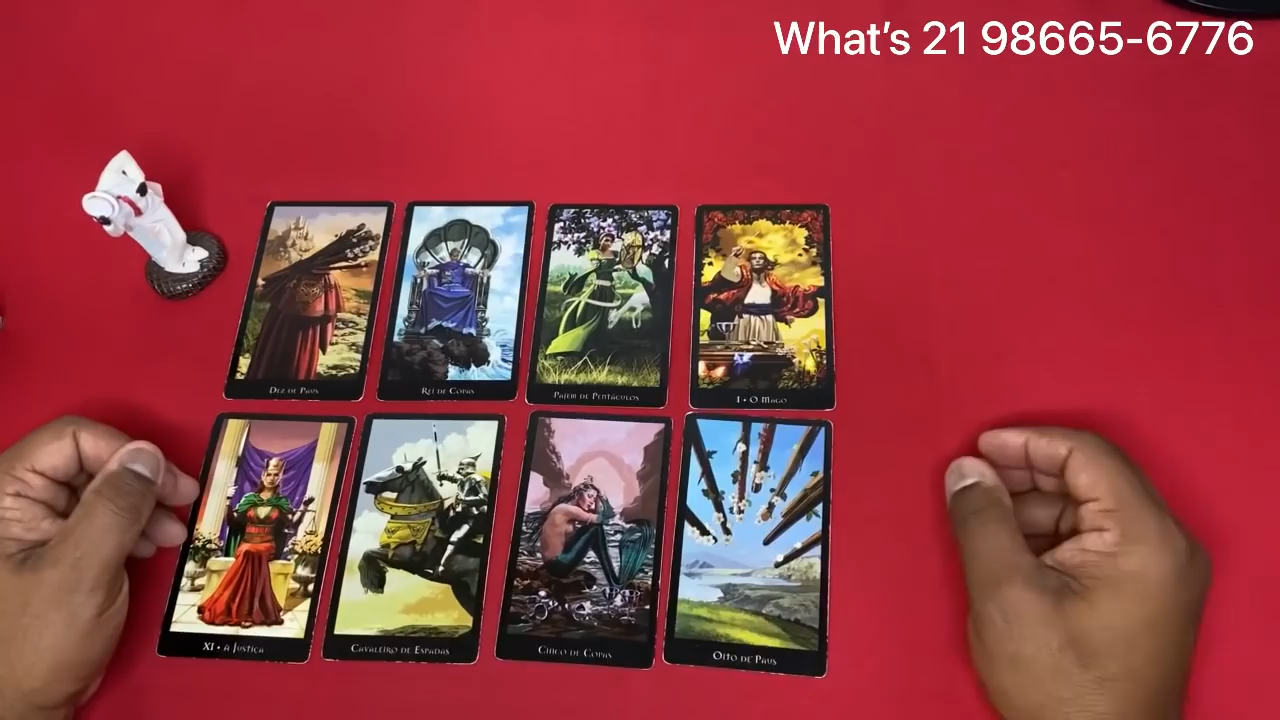 What's 21 98665-6776
Dez de Paus
Rei de Copas
Pajem de Pentáculos
I • O Mago
XI • A Justiça
Cavaleiro de Espadas
Cinco de Copas
Oito de Paus